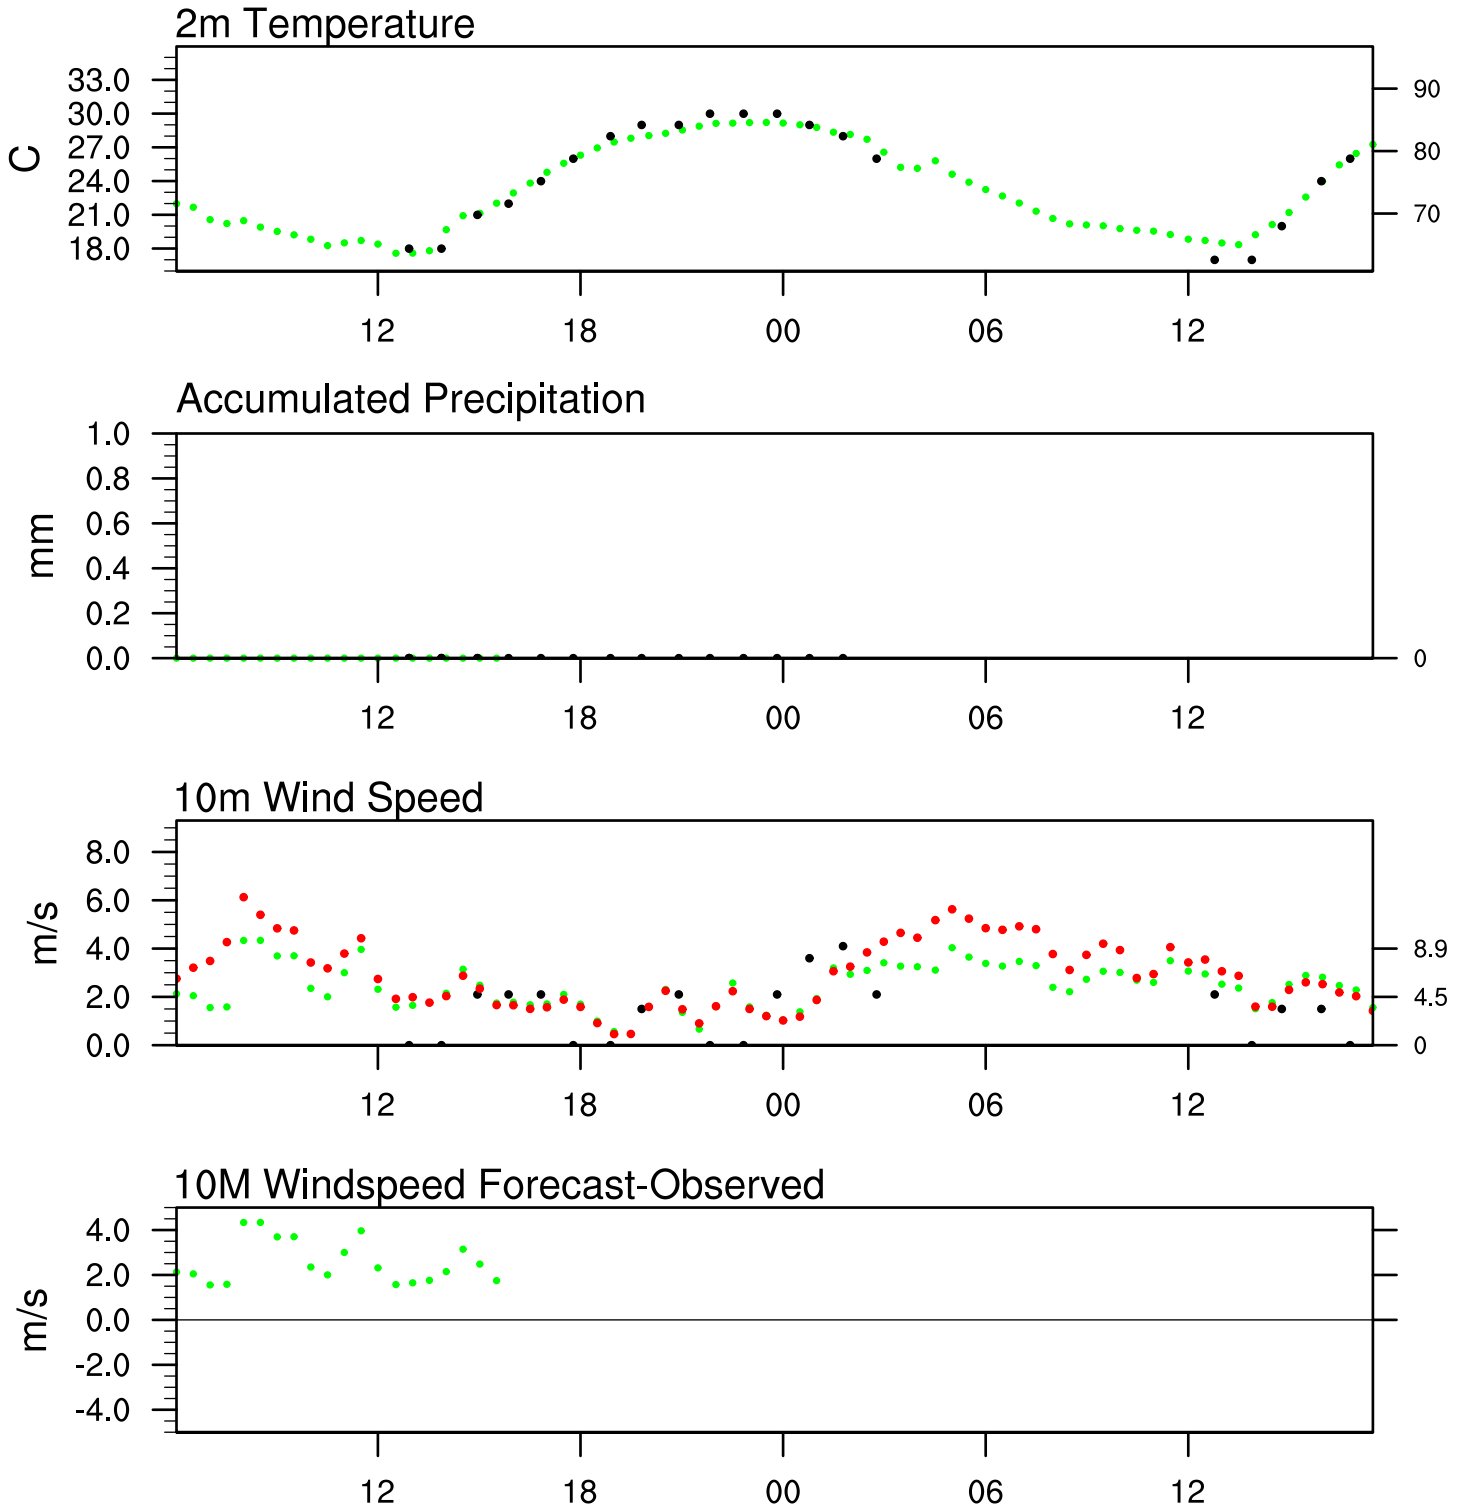 2m Temperature
33.0
30.0
27.0
24.0
21.0
18.0
C
90
80
70
12 18 00 06 12
Accumulated Precipitation
1.0
0.8
0.6
0.4
0.2
0.0
mm
0
12 18 00 06 12
10m Wind Speed
8.0
6.0
4.0
2.0
0.0
m/s
8.9
4.5
0
12 18 00 06 12
10M Windspeed Forecast-Observed
4.0
2.0
0.0
-2.0
-4.0
m/s
12 18 00 06 12